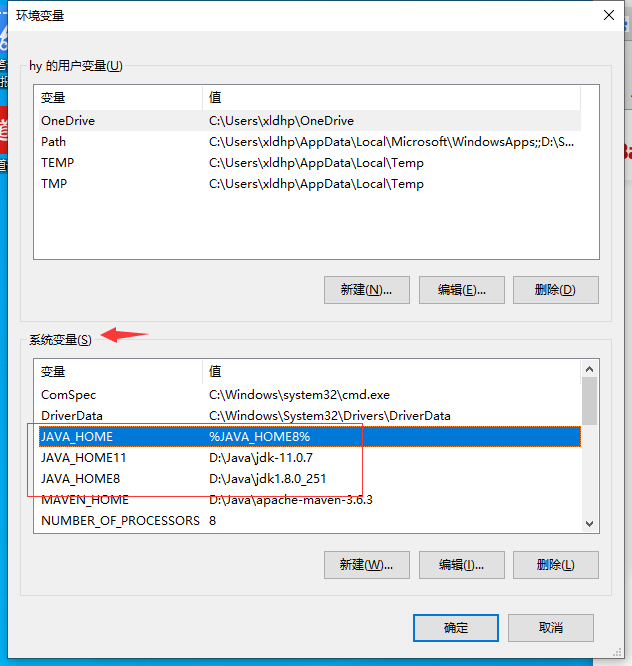 环境变量
hy 的用户变量(U)
变量 值
OneDrive C:\Users\xldhp\OneDrive
Path C:\Users\xldhp\AppData\Local\Microsoft\WindowsApps;;D:\S...
TEMP C:\Users\xldhp\AppData\Local\Temp
TMP C:\Users\xldhp\AppData\Local\Temp
新建(N)... 编辑(E)... 删除(D)
系统变量(S)
变量 值
ComSpec C:\Windows\system32\cmd.exe
DriverData C:\Windows\System32\Drivers\DriverData
JAVA_HOME %JAVA_HOME8%
JAVA_HOME11 D:\Java\jdk-11.0.7
JAVA_HOME8 D:\Java\jdk1.8.0_251
MAVEN_HOME D:\Java\apache-maven-3.6.3
NUMBER_OF_PROCESSORS 8
新建(W)... 编辑(I)... 删除(L)
确定 取消